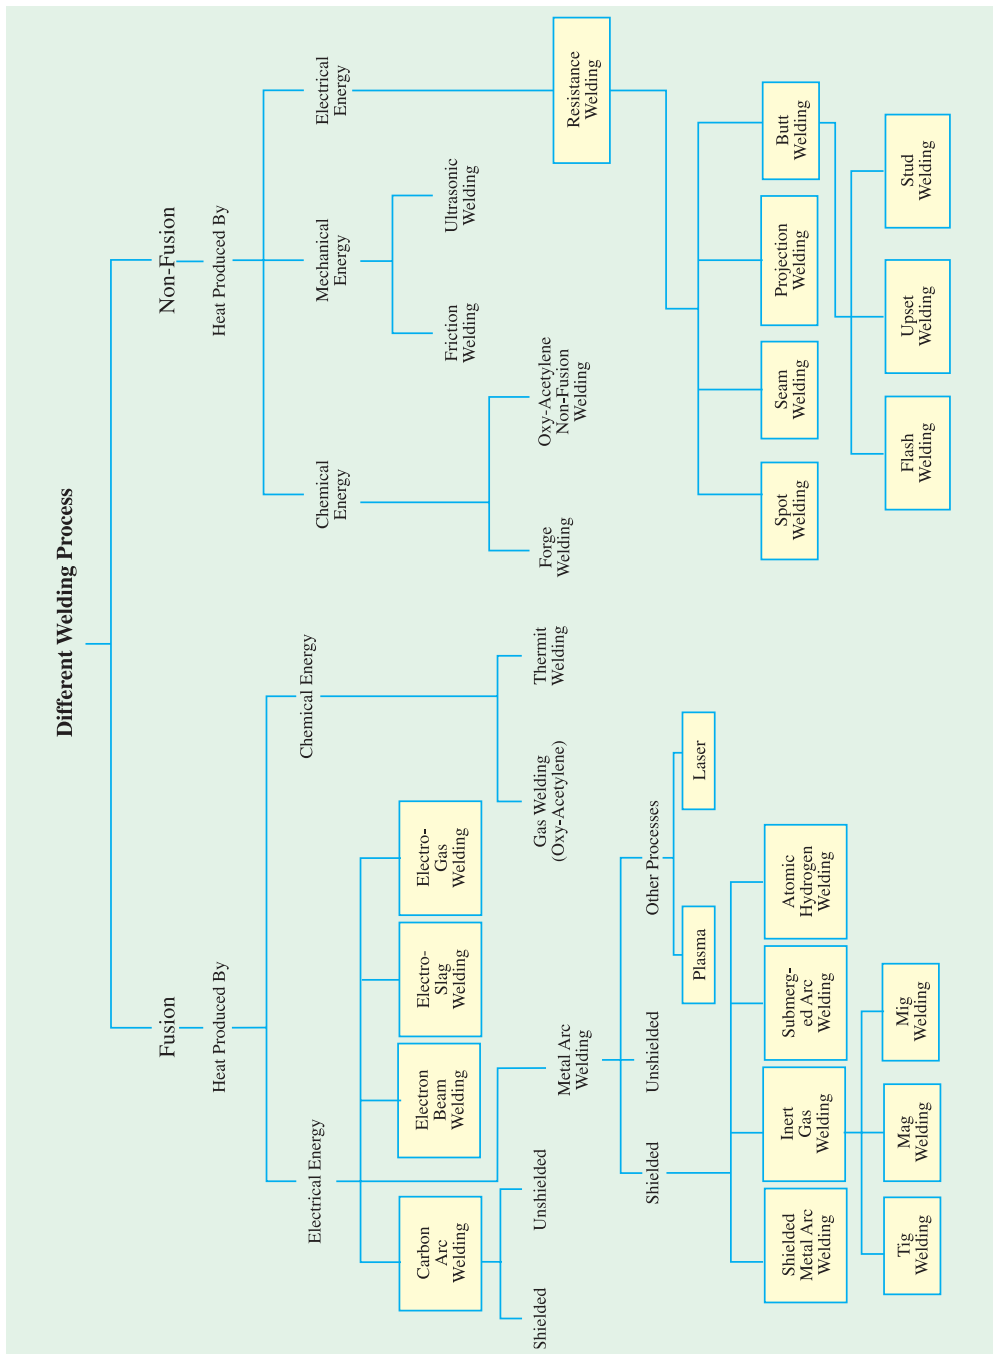 Different Welding Process
Fusion
Non-Fusion
Heat Produced By
Heat Produced By
Electrical Energy
Chemical Energy
Chemical
Energy
Mechanical
Energy
Electrical
Energy
Carbon
Arc
Welding
Electron
Beam
Welding
Electro-
Slag
Welding
Electro-
Gas
Welding
Friction
Welding
Ultrasonic
Welding
Shielded
Unshielded
Metal Arc
Welding
Gas Welding
(Oxy-Acetylene)
Thermit
Welding
Forge
Welding
Oxy-Acetylene
Non-Fusion
Welding
Resistance
Welding
Shielded
Unshielded
Other Processes
Plasma
Laser
Shielded
Metal Arc
Welding
Inert
Gas
Welding
Submerg-
ed Arc
Welding
Atomic
Hydrogen
Welding
Spot
Welding
Seam
Welding
Projection
Welding
Butt
Welding
Tig
Welding
Mag
Welding
Mig
Welding
Flash
Welding
Upset
Welding
Stud
Welding